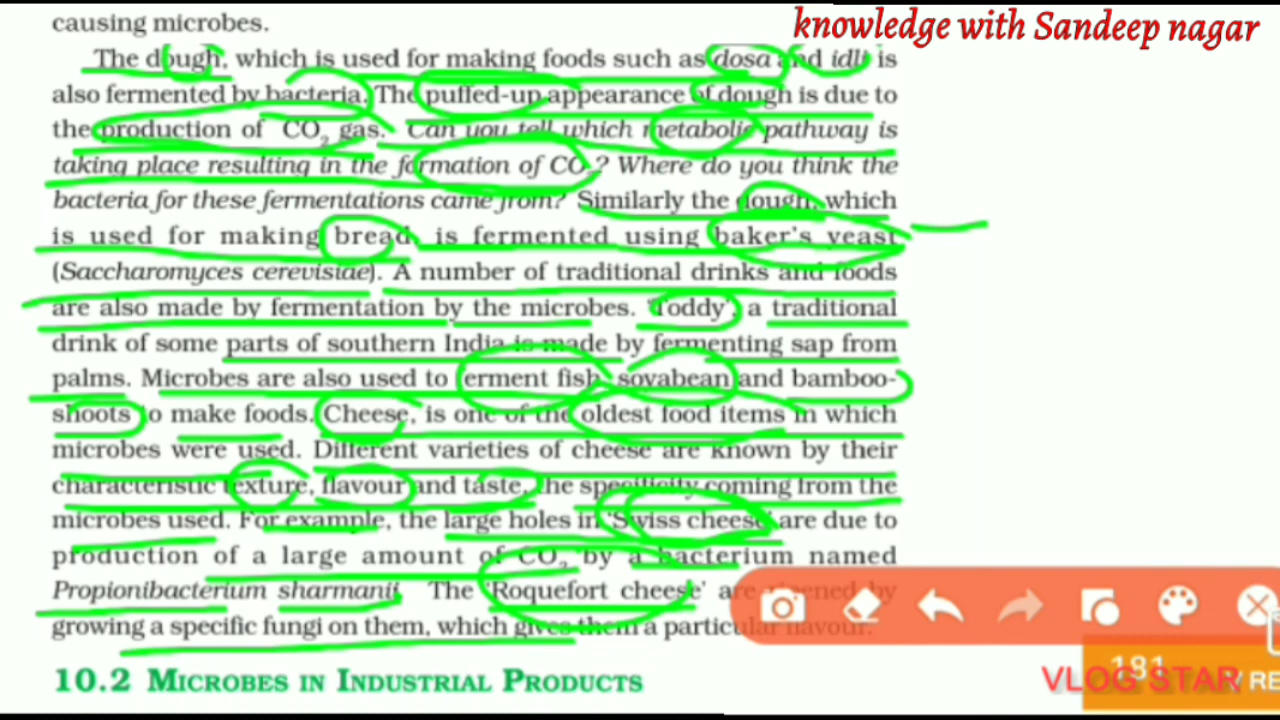 knowledge with Sandeep nagar
causing microbes.
The dough, which is used for making foods such as dosa and idli is
also fermented by bacteria. The puffed-up appearance of dough is due to
the production of CO₂ gas. Can you tell which metabolic pathway is
taking place resulting in the formation of CO₂? Where do you think the
bacteria for these fermentations came from? Similarly the dough, which
is used for making bread, is fermented using baker's yeast
(Saccharomyces cerevisiae). A number of traditional drinks and foods
are also made by fermentation by the microbes. 'Toddy', a traditional
drink of some parts of southern India is made by fermenting sap from
palms. Microbes are also used to ferment fish, soyabean and bamboo-
shoots to make foods. Cheese, is one of the oldest food items in which
microbes were used. Different varieties of cheese are known by their
characteristic texture, flavour and taste, the specificity coming from the
microbes used. For example, the large holes in 'Swiss cheese' are due to
production of a large amount of CO₂ by a bacterium named
Propionibacterium sharmanii. The 'Roquefort cheese' are ripened by
growing a specific fungi on them, which gives them a particular flavour.
10.2 MICROBES IN INDUSTRIAL PRODUCTS
181
VLOG STAR